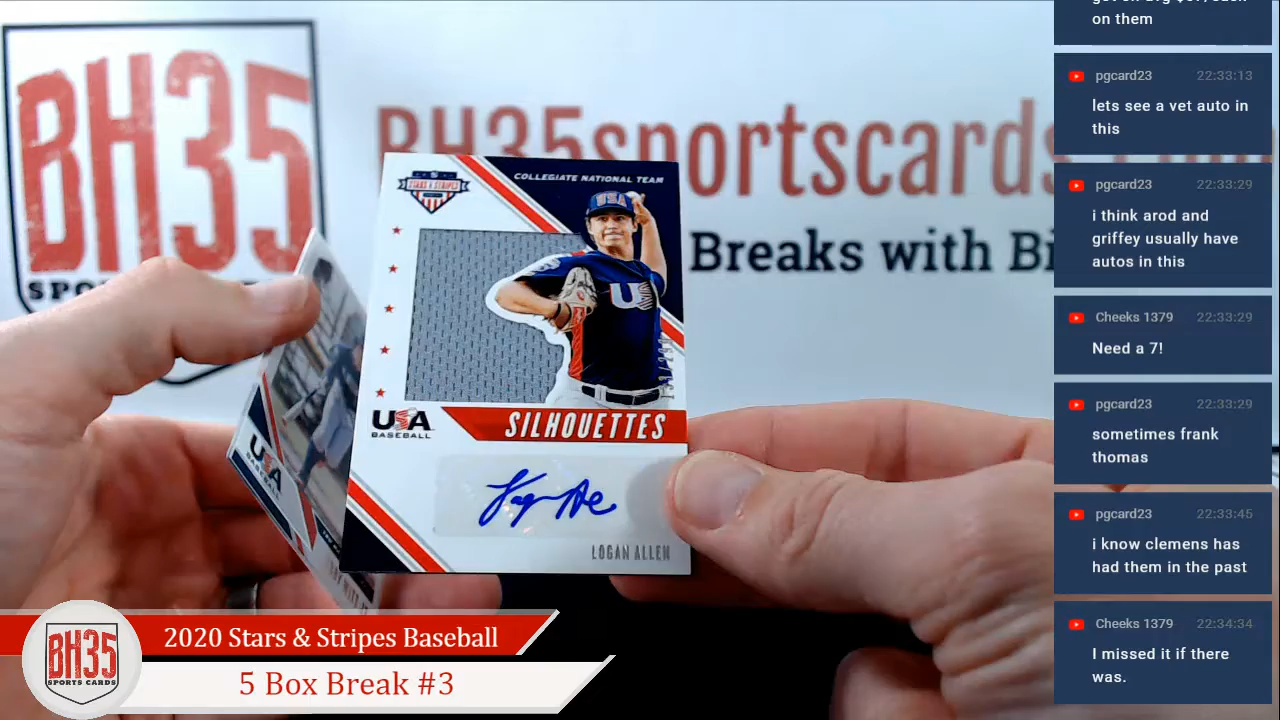 BH35
SPO
BH35sportscards
Breaks with Bi
STARS & STRIPES
COLLEGIATE NATIONAL TEAM
USA
U
USA
BASEBALL
SILHOUETTES
LOGAN ALLEN
USA
BASEBALL
BH35
SPORTS CARDS
2020 Stars & Stripes Baseball
5 Box Break #3
on them
pgcard23 22:33:13
lets see a vet auto in
this
pgcard23 22:33:29
i think arod and
griffey usually have
autos in this
Cheeks 1379 22:33:29
Need a 7!
pgcard23 22:33:29
sometimes frank
thomas
pgcard23 22:33:45
i know clemens has
had them in the past
Cheeks 1379 22:34:34
I missed it if there
was.